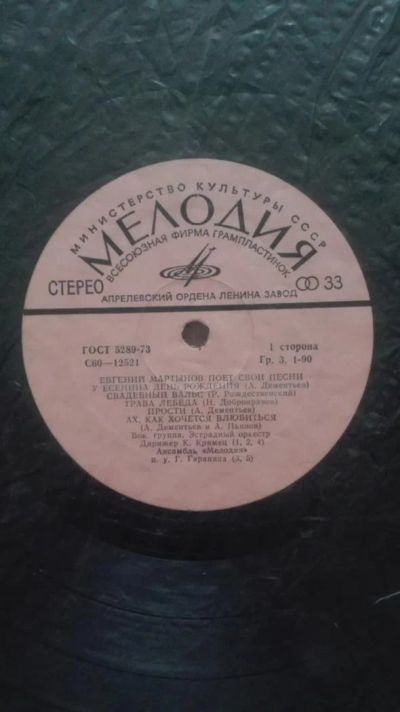 МИНИСТЕРСТВО КУЛЬТУРЫ СССР
МЕЛОДИЯ
ВСЕСОЮЗНАЯ ФИРМА ГРАМПЛАСТИНОК
СТЕРЕО
33
АПРЕЛЕВСКИЙ ОРДЕНА ЛЕНИНА ЗАВОД
ГОСТ 5289-73 1 сторона
С60—12521 Гр. 3. 1-90
ЕВГЕНИЙ МАРТЫНОВ ПОЕТ СВОИ ПЕСНИ
У ЕСЕНИНА ДЕНЬ РОЖДЕНИЯ (А. Дементьев)
СВАДЕБНЫЙ ВАЛЬС (Р. Рождественский)
ТРАВА ЛЕБЕДА (Н. Добронравов)
ПРОСТИ (А. Дементьев)
АХ, КАК ХОЧЕТСЯ ВЛЮБИТЬСЯ
(А. Дементьев и А. Пьянов)
Вок. группа, Эстрадный оркестр
Дирижер К. Кримец (1, 2, 4)
Ансамбль «Мелодия»
п. у. Г. Гараняна (3, 5)